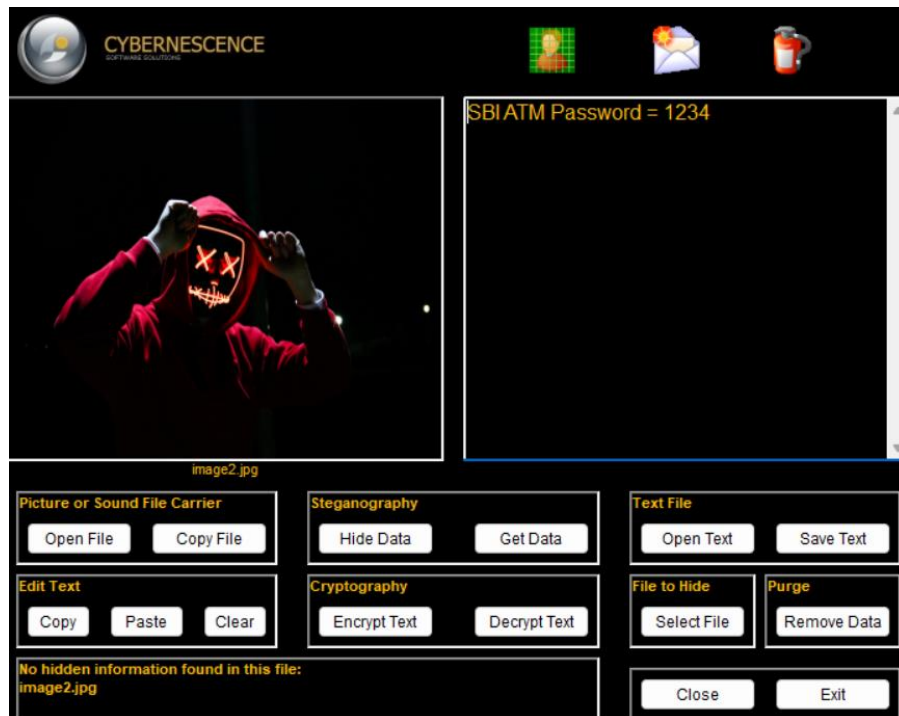 CYBERNESCENCE
SOFTWARE SOLUTIONS
SBI ATM Password = 1234
image2.jpg
Picture or Sound File Carrier
Open File
Copy File
Steganography
Hide Data
Get Data
Text File
Open Text
Save Text
Edit Text
Copy
Paste
Clear
Cryptography
Encrypt Text
Decrypt Text
File to Hide
Select File
Purge
Remove Data
No hidden information found in this file:
image2.jpg
Close
Exit